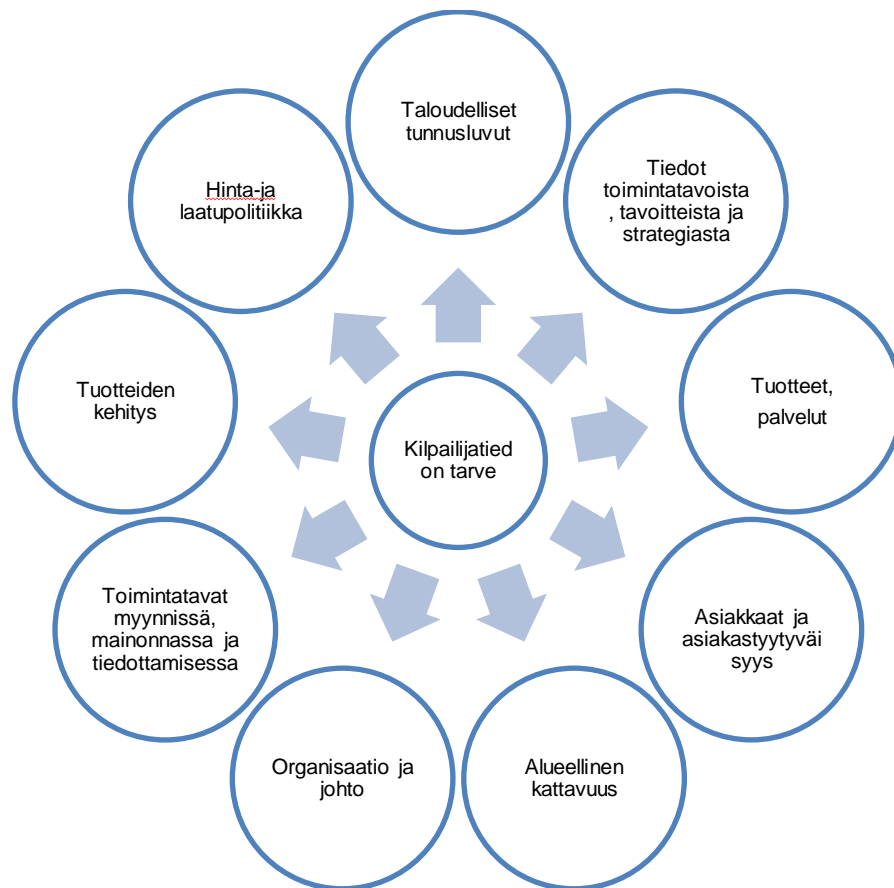 Taloudelliset
tunnusluvut
Tiedot
toimintatavoista
, tavoitteista ja
strategiasta
Tuotteet,
palvelut
Asiakkaat ja
asiakastyytyväi
syys
Alueellinen
kattavuus
Organisaatio ja
johto
Toimintatavat
myynnissä,
mainonnassa ja
tiedottamisessa
Tuotteiden
kehitys
Hinta-ja
laatupolitiikka
Kilpailijatied
on tarve